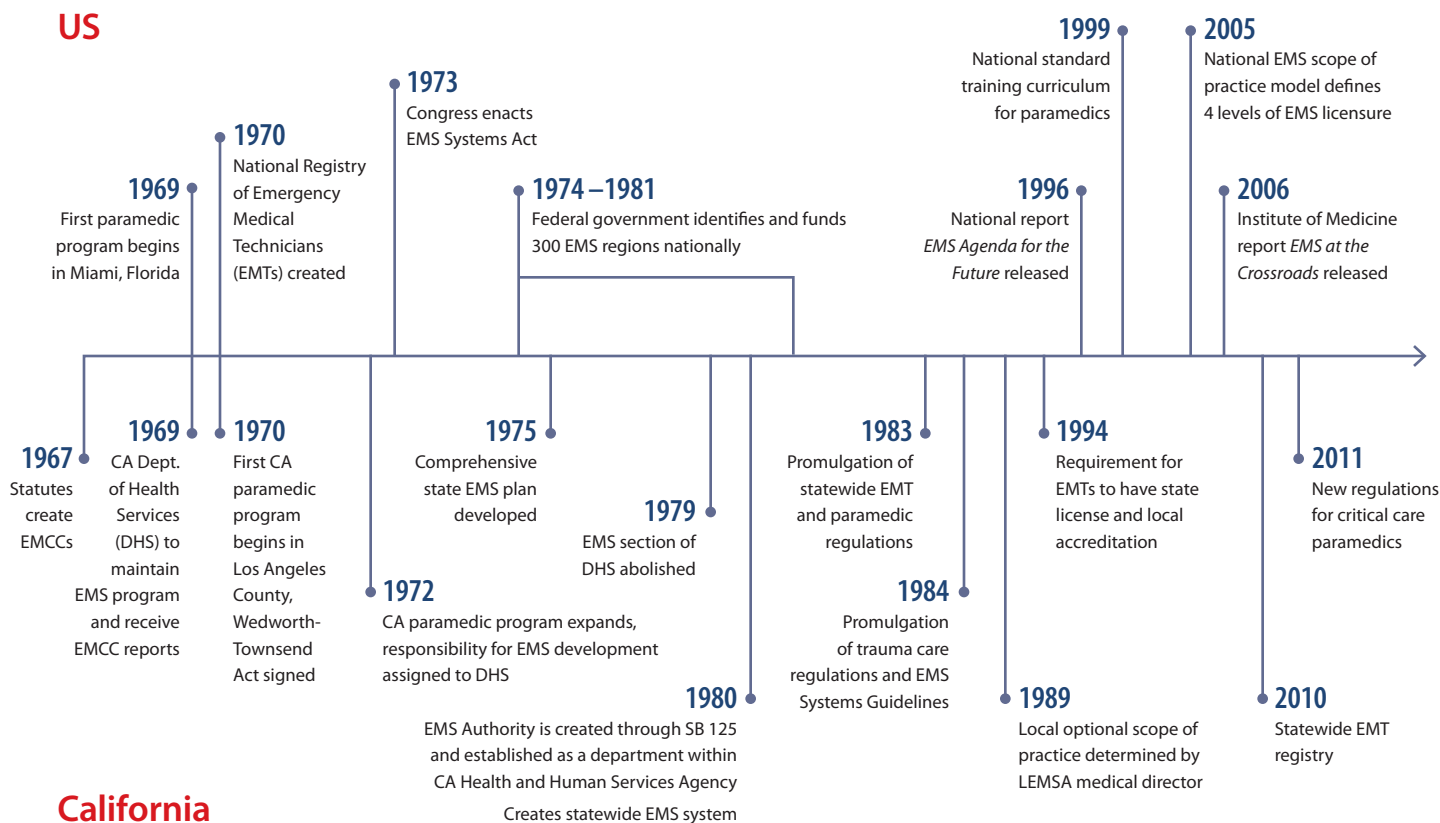 US
1969
First paramedic
program begins
in Miami, Florida
1970
National Registry
of Emergency
Medical
Technicians
(EMTs) created
1973
Congress enacts
EMS Systems Act
1974 – 1981
Federal government identifies and funds
300 EMS regions nationally
1996
National report
EMS Agenda for the
Future released
1999
National standard
training curriculum
for paramedics
2005
National EMS scope of
practice model defines
4 levels of EMS licensure
2006
Institute of Medicine
report EMS at the
Crossroads released
1967
Statutes
create
EMCCs
1969
CA Dept.
of Health
Services
(DHS) to
maintain
EMS program
and receive
EMCC reports
1970
First CA
paramedic
program
begins in
Los Angeles
County,
Wedworth-
Townsend
Act signed
1972
CA paramedic program expands,
responsibility for EMS development
assigned to DHS
1975
Comprehensive
state EMS plan
developed
1979
EMS section of
DHS abolished
1980
EMS Authority is created through SB 125
and established as a department within
CA Health and Human Services Agency
Creates statewide EMS system
1983
Promulgation of
statewide EMT
and paramedic
regulations
1984
Promulgation
of trauma care
regulations and EMS
Systems Guidelines
1989
Local optional scope of
practice determined by
LEMSA medical director
1994
Requirement for
EMTs to have state
license and local
accreditation
2010
Statewide EMT
registry
2011
New regulations
for critical care
paramedics
California